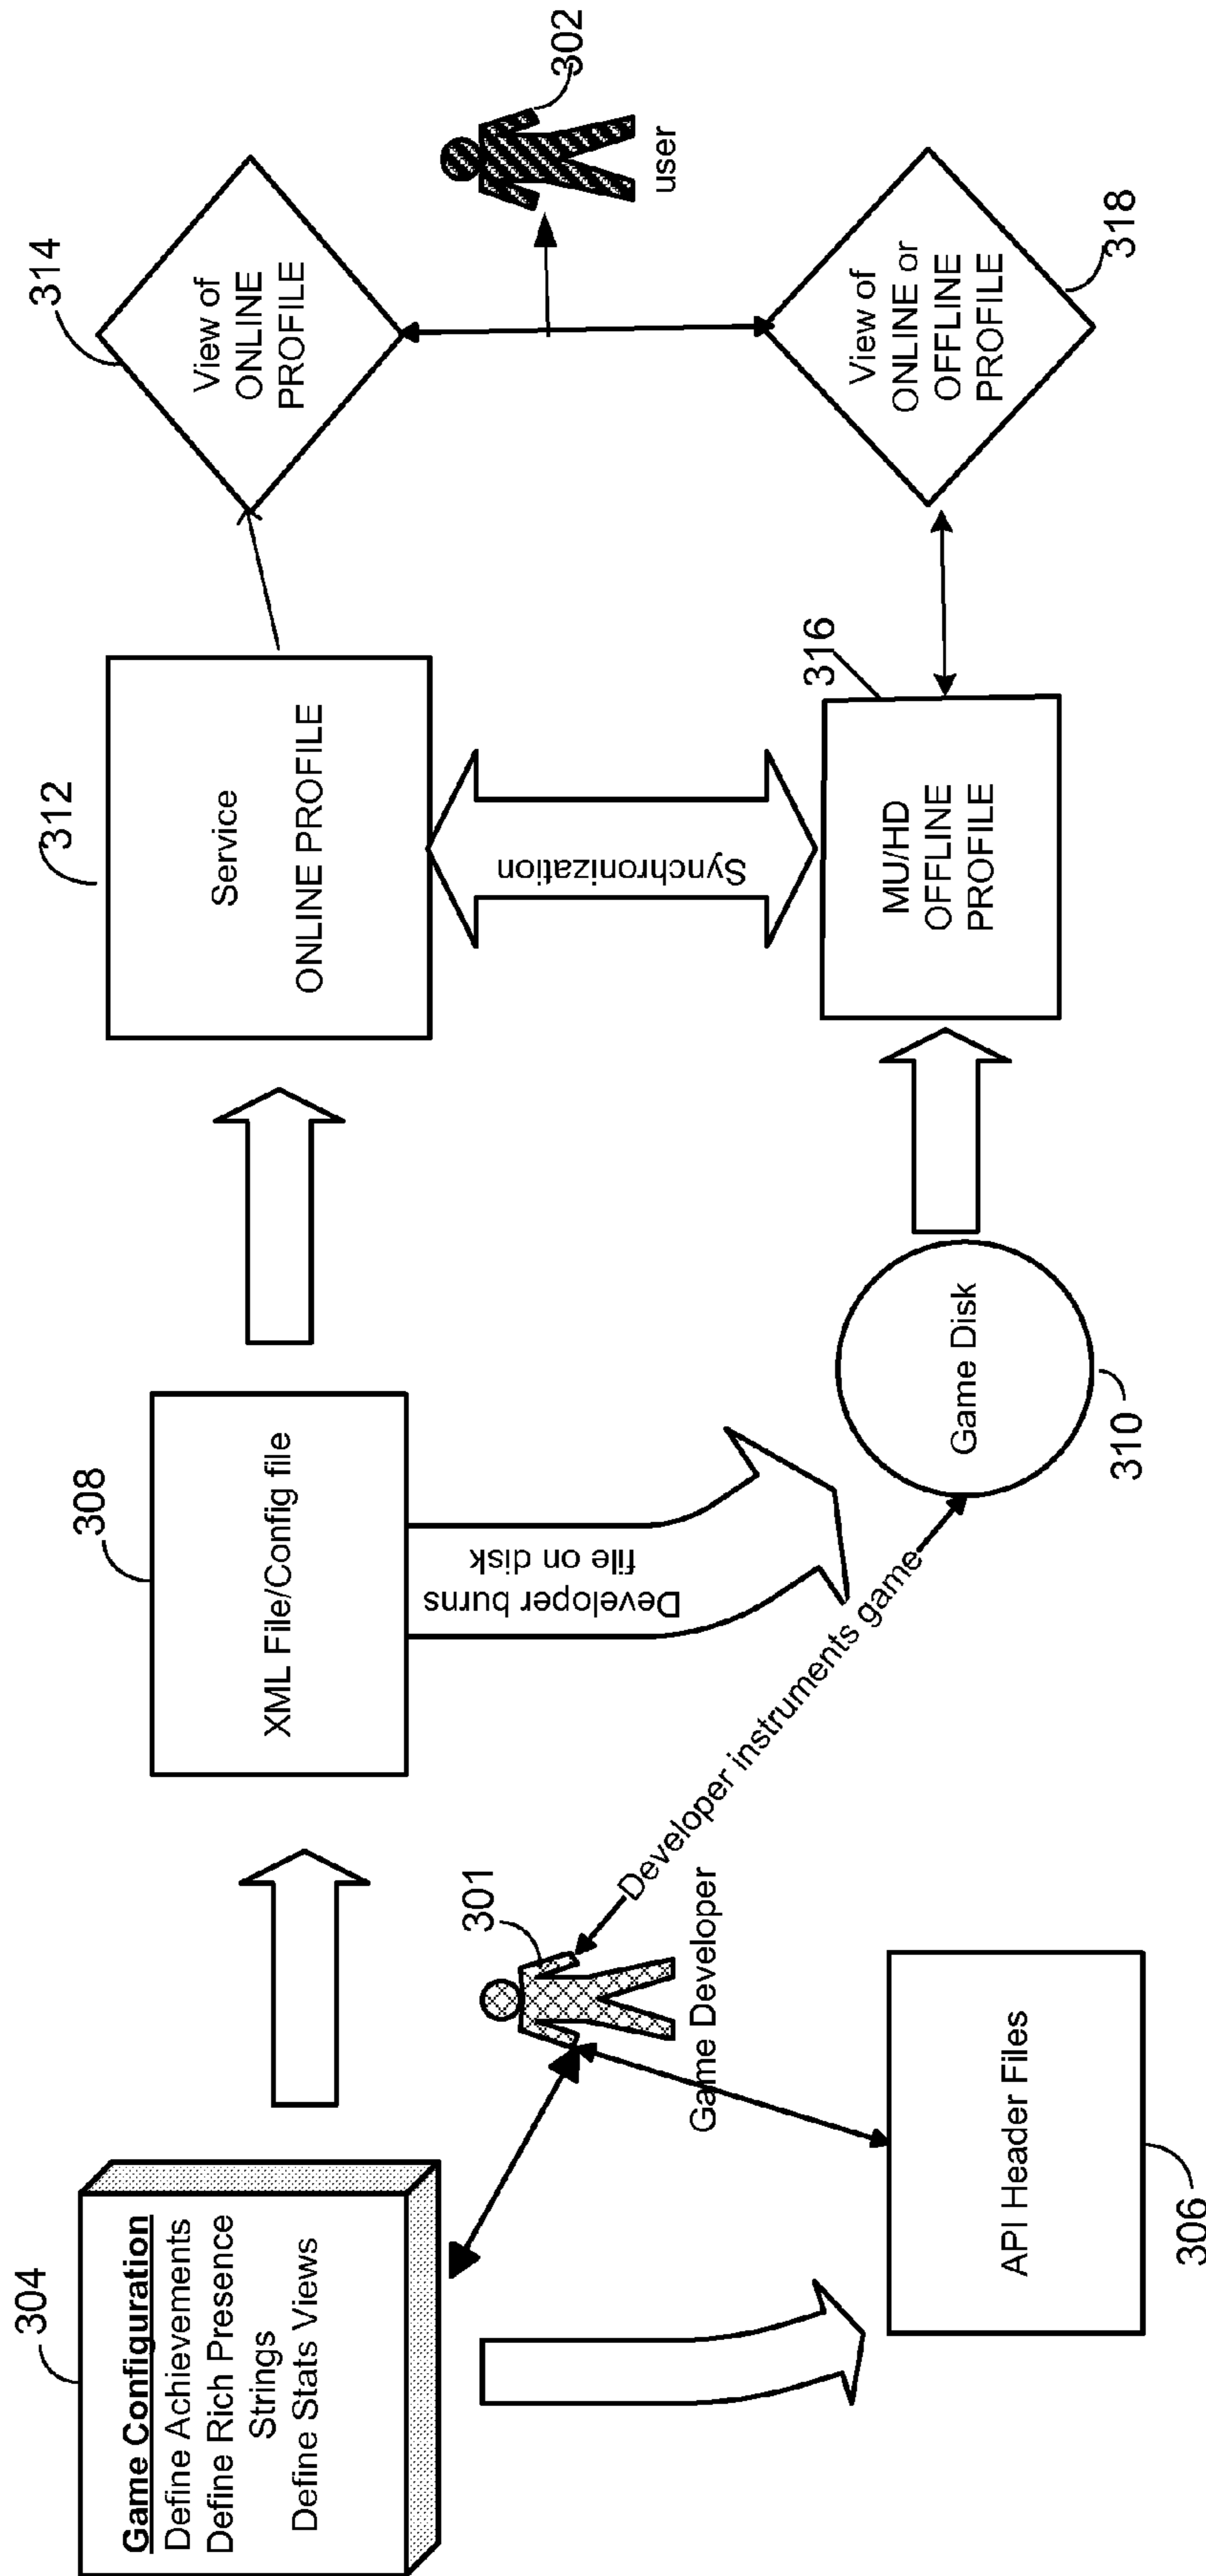 304
Game Configuration
Define Achievements
Define Rich Presence
Strings
Define Stats Views
308
XML File/Config file
312
Service
ONLINE PROFILE
314
View of
ONLINE
PROFILE
302
user
301
Game Developer
Developer burns
file on disk
Synchronization
Developer instruments game
306
API Header Files
310
Game Disk
316
MU/HD
OFFLINE
PROFILE
318
View of
ONLINE or
OFFLINE
PROFILE